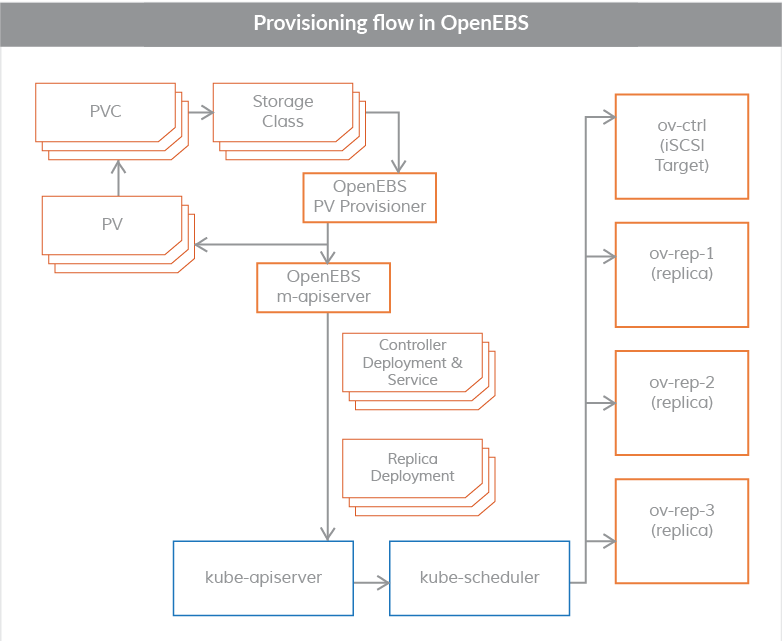 Provisioning flow in OpenEBS
PVC
Storage
Class
ov-ctrl
(iSCSI
Target)
OpenEBS
PV Provisioner
PV
ov-rep-1
(replica)
OpenEBS
m-apiserver
Controller
Deployment &
Service
ov-rep-2
(replica)
Replica
Deployment
ov-rep-3
(replica)
kube-apiserver
kube-scheduler